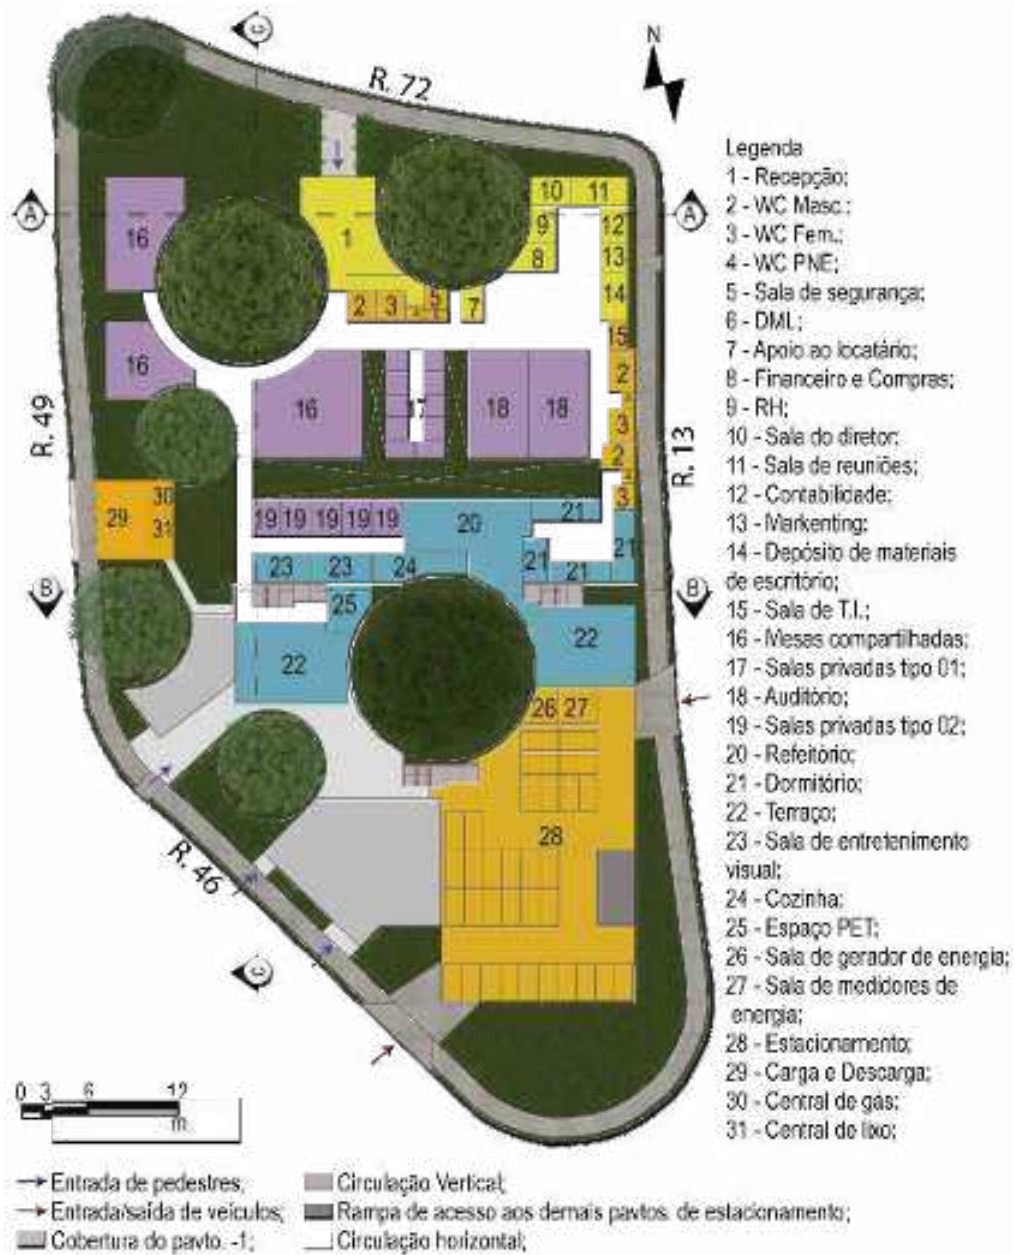 C
N
R. 72
Legenda
1 - Recepção;
2 - WC Masc.;
3 - WC Fem.;
4 - WC PNE;
5 - Sala de segurança;
6 - DML;
7 - Apoio ao locatário;
8 - Financeiro e Compras;
9 - RH;
10 - Sala do diretor;
11 - Sala de reuniões;
12 - Contabilidade;
13 - Markenting;
14 - Depósito de materiais
de escritório;
15 - Sala de T.I.;
16 - Mesas compartilhadas;
17 - Salas privadas tipo 01;
18 - Auditório;
19 - Salas privadas tipo 02;
20 - Refeitório;
21 - Dormitório;
22 - Terraço;
23 - Sala de entretenimento
visual;
24 - Cozinha;
25 - Espaço PET;
26 - Sala de gerador de energia;
27 - Sala de medidores de
energia;
28 - Estacionamento;
29 - Carga e Descarga;
30 - Central de gás;
31 - Central de lixo;
10 11
A
A
16
1
9
12
8
13
14
2 3
7
15
16
2
16
17
18
18
3
2
R. 49
R. 13
3
30
29
31
19 19 19 19 19
20
21
21
21
23
23
24
21
B
B
25
22
22
26 27
28
R. 46
C
0 3 6 12
m
Entrada de pedestres;
Entrada/saída de veículos;
Cobertura do pavto. -1;
Circulação Vertical;
Rampa de acesso aos demais pavtos. de estacionamento;
Circulação horizontal;